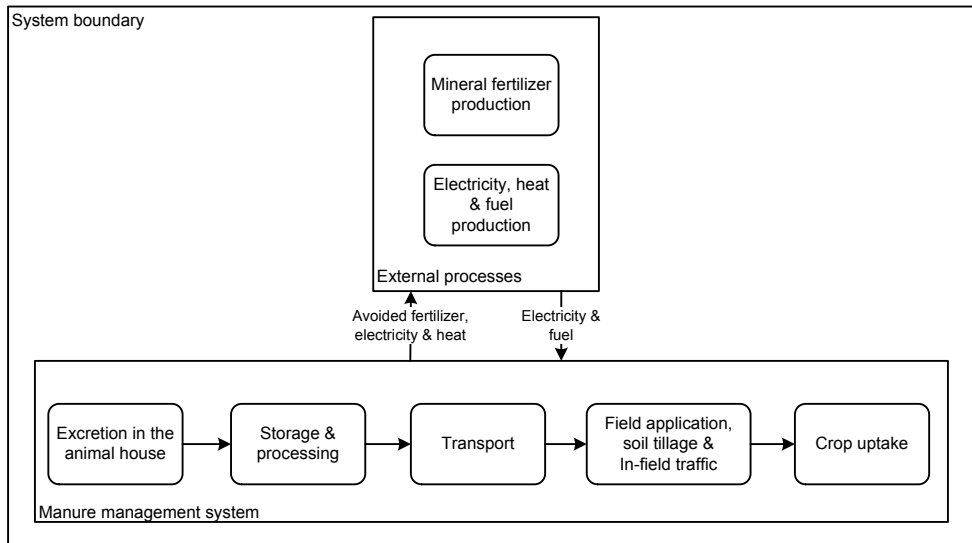 System boundary
Mineral fertilizer
production
Electricity, heat
& fuel
production
External processes
Avoided fertilizer,
electricity & heat
Electricity &
fuel
Excretion in the
animal house
Storage &
processing
Transport
Field application,
soil tillage &
In-field traffic
Crop uptake
Manure management system